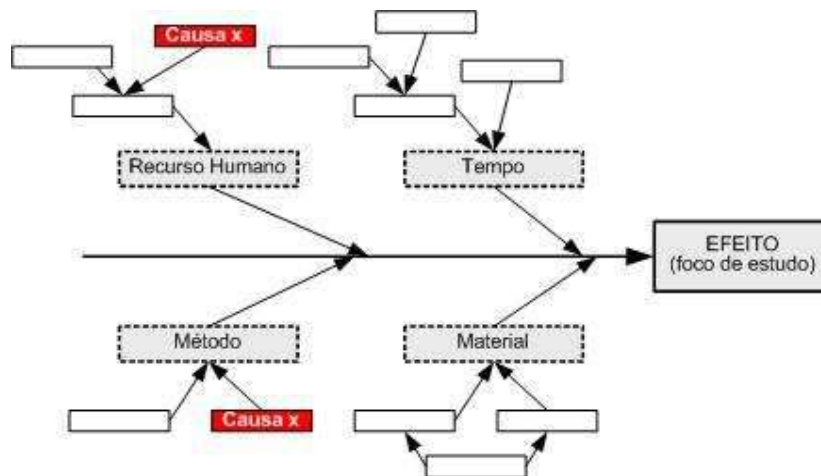 Causa x
Recurso Humano
Tempo
EFEITO
(foco de estudo)
Método
Material
Causa x